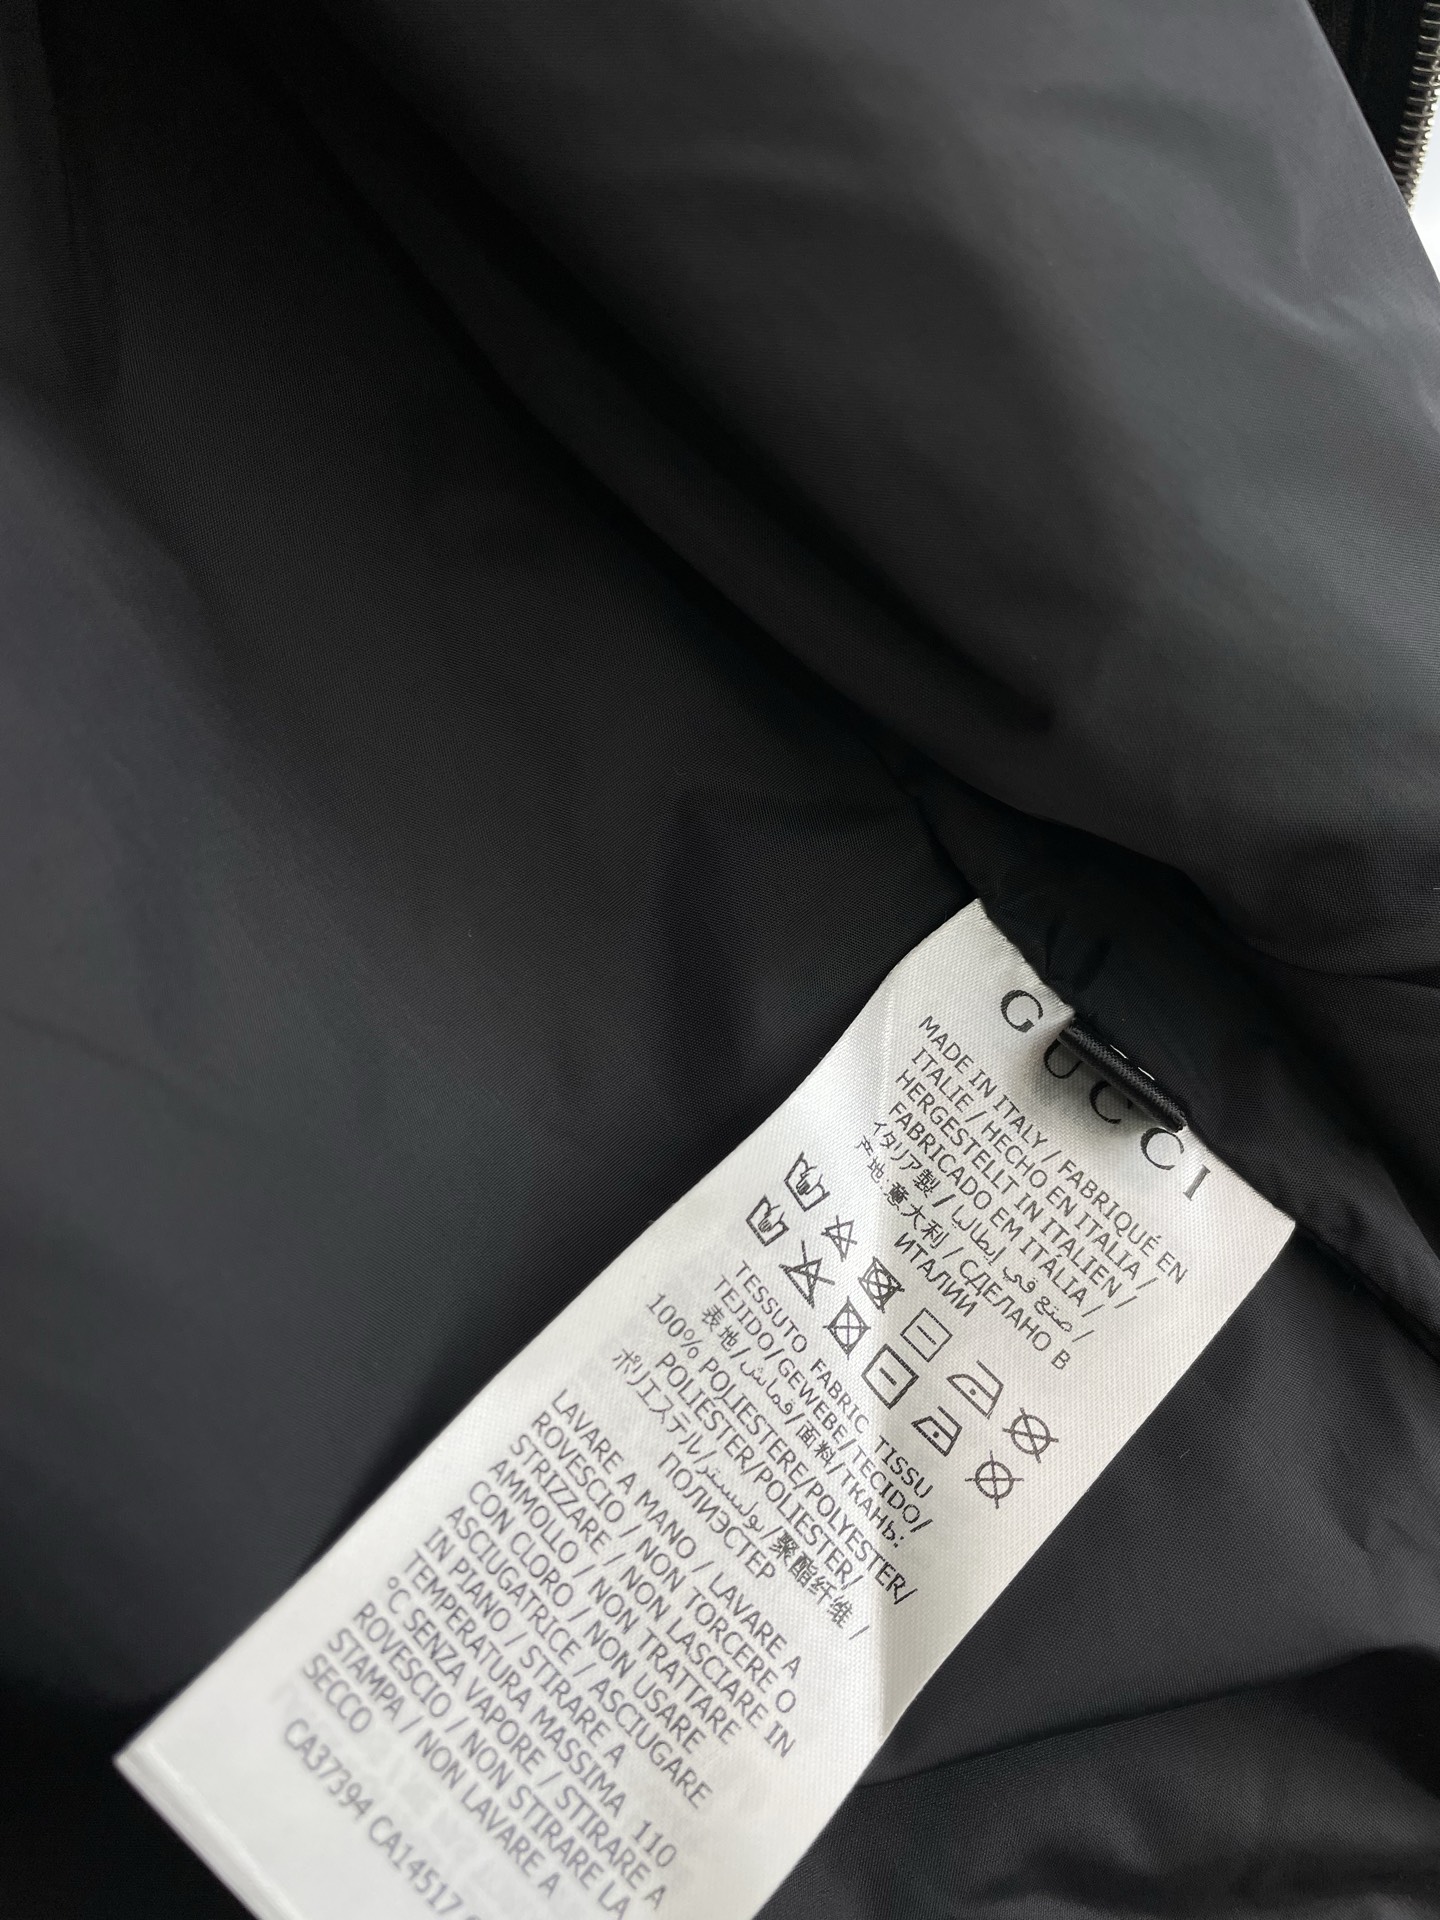 GUCCI
MADE IN ITALY / FABRIQUÉ EN
ITALIE / HECHO EN ITALIA /
HERGESTELLT IN ITALIEN /
FABRICADO EM ITÁLIA /
イタリア製 / صنع في إيطاليا /
产地:意大利 / СДЕЛАНО В
ИТАЛИИ
TESSUTO FABRIC TISSU
TEJIDO/GEWEBE/TECIDO/
表地/قماش/面料/ТКАНЬ:
100% POLIESTERE/POLYESTER/
POLIESTER/POLIESTER/
ポリエステル/بوليستر/聚酯纤维 /
ПОЛИЭСТЕР
LAVARE A MANO / LAVARE A
ROVESCIO / NON TORCERE O
STRIZZARE / NON LASCIARE IN
AMMOLLO / NON TRATTARE
CON CLORO / NON USARE
ASCIUGATRICE / ASCIUGARE
IN PIANO / STIRARE A
TEMPERATURA MASSIMA 110
°C SENZA VAPORE / STIRARE A
ROVESCIO / NON STIRARE LA
STAMPA / NON LAVARE A
SECCO
CA37394 CA14517